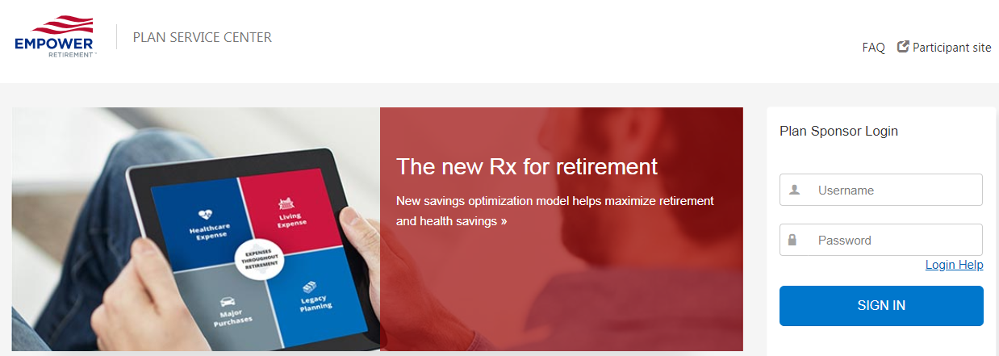 EMPOWER
RETIREMENT
PLAN SERVICE CENTER
FAQ
Participant site
Healthcare
Expense
Living
Expense
EXPENSES
THROUGHOUT
RETIREMENT
Major
Purchases
Legacy
Planning
The new Rx for retirement
New savings optimization model helps maximize retirement
and health savings »
Plan Sponsor Login
Username
Password
Login Help
SIGN IN